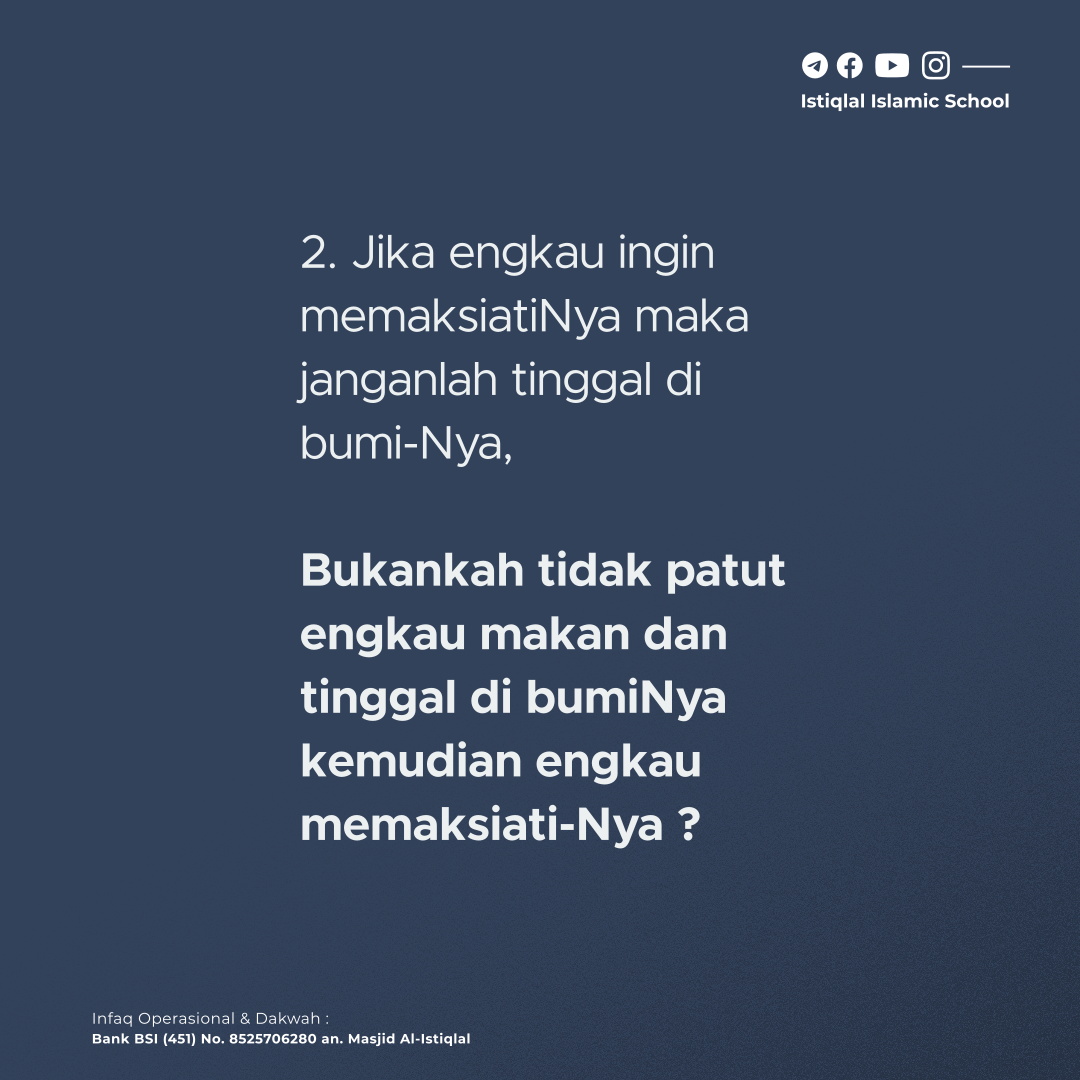 Istiqlal Islamic School
2. Jika engkau ingin
memaksiatiNya maka
janganlah tinggal di
bumi-Nya,
Bukankah tidak patut
engkau makan dan
tinggal di bumiNya
kemudian engkau
memaksiati-Nya ?
Infaq Operasional & Dakwah :
Bank BSI (451) No. 8525706280 an. Masjid Al-Istiqlal